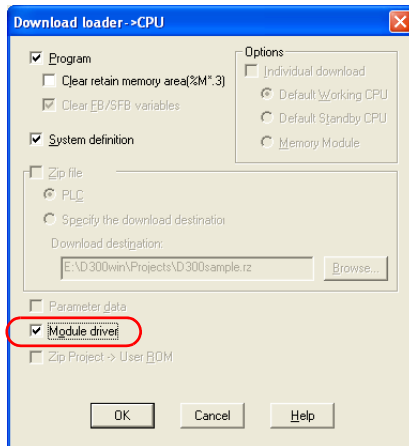 Download loader->CPU
Program
Clear retain memory area(%M*.3)
Clear FB/SFB variables
System definition
Options
Individual download
Default Working CPU
Default Standby CPU
Memory Module
Zip file
PLC
Specify the download destination
Download destination:
E:\D300win\Projects\D300sample.rz
Browse...
Parameter data
Module driver
Zip Project -> User ROM
OK
Cancel
Help